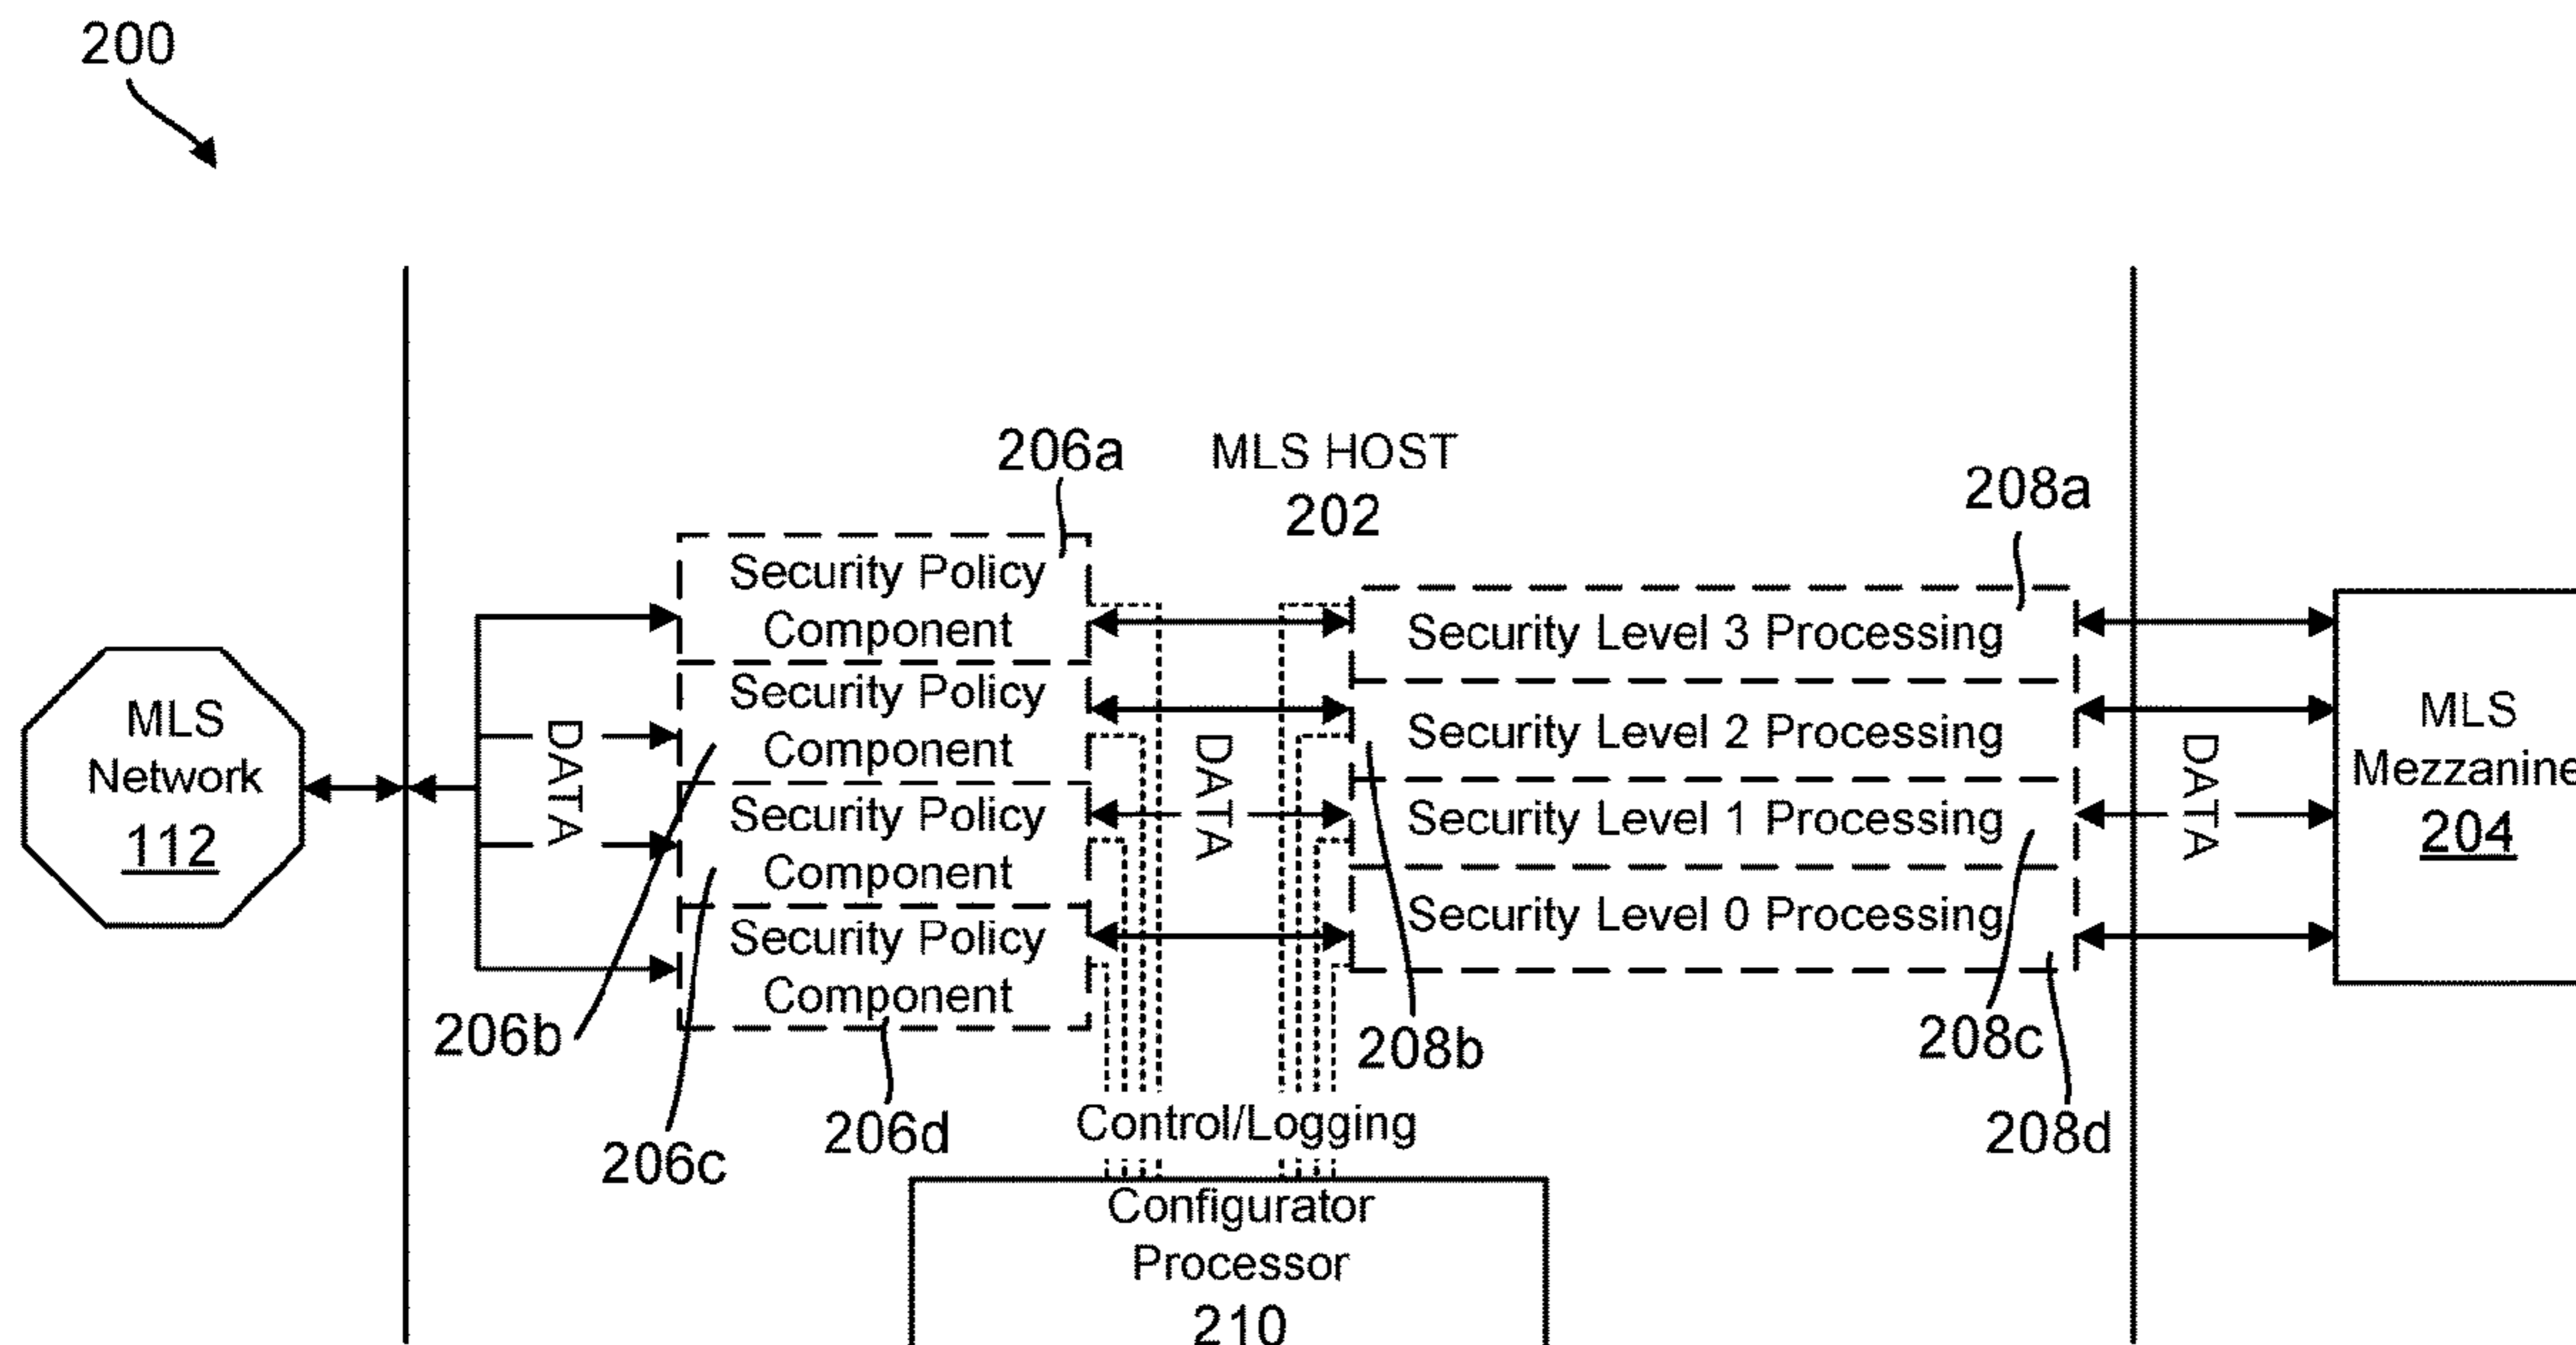 200
MLS HOST
202
206a
208a
Security Policy
Component
Security Policy
Component
Security Policy
Component
Security Policy
Component
Security Level 3 Processing
Security Level 2 Processing
Security Level 1 Processing
Security Level 0 Processing
MLS
Network
112
DATA
DATA
DATA
MLS
Mezzanine
204
206b
206c
206d
208b
208c
208d
Control/Logging
Configurator
Processor
210